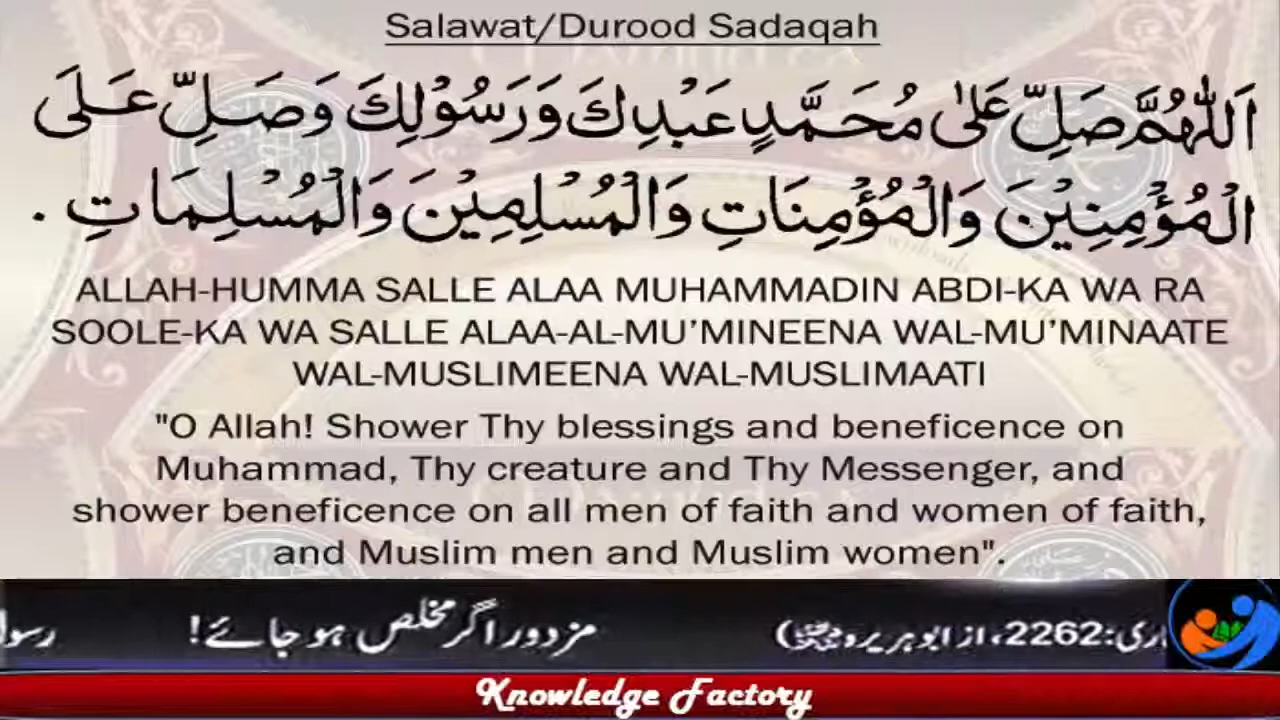 Salawat/Durood Sadaqah
اَللّٰهُمَّ صَلِّ عَلٰى مُحَمَّدٍ عَبْدِكَ وَرَسُوْلِكَ وَصَلِّ عَلَى
الْمُؤْمِنِيْنَ وَالْمُؤْمِنَاتِ وَالْمُسْلِمِيْنَ وَالْمُسْلِمَاتِ .
ALLAH-HUMMA SALLE ALAA MUHAMMADIN ABDI-KA WA RA
SOOLE-KA WA SALLE ALAA-AL-MU’MINEENA WAL-MU’MINAATE
WAL-MUSLIMEENA WAL-MUSLIMAATI
"O Allah! Shower Thy blessings and beneficence on
Muhammad, Thy creature and Thy Messenger, and
shower beneficence on all men of faith and women of faith,
and Muslim men and Muslim women".
اری:2262، از ابو ہریرہ) مزدور اگر مخلص ہو جائے! رسول
Knowledge Factory